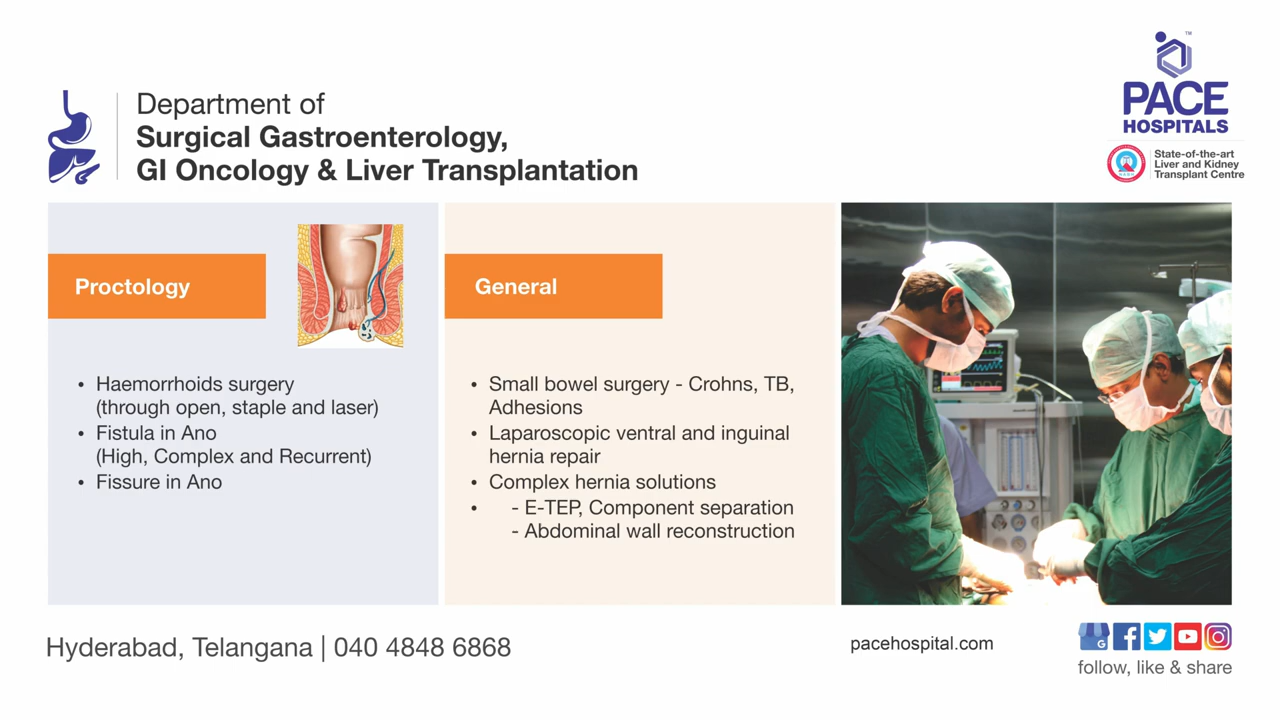 Department of
Surgical Gastroenterology,
GI Oncology & Liver Transplantation
PACE
HOSPITALS
State-of-the-art
Liver and Kidney
Transplant Centre
Proctology
• Haemorrhoids surgery
(through open, staple and laser)
• Fistula in Ano
(High, Complex and Recurrent)
• Fissure in Ano
General
• Small bowel surgery - Crohns, TB,
Adhesions
• Laparoscopic ventral and inguinal
hernia repair
• Complex hernia solutions
• - E-TEP, Component separation
- Abdominal wall reconstruction
Hyderabad, Telangana | 040 4848 6868
pacehospital.com
follow, like & share